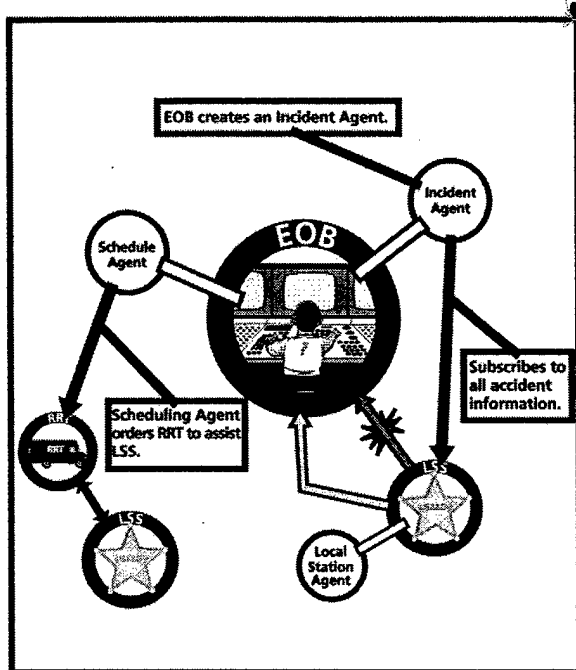 EOB creates an Incident Agent.
Incident
Agent
EOB
Schedule
Agent
Subscribes to
all accident
information.
Scheduling Agent
orders RRT to assist
LSS.
RRT
LSS
LSS
Local
Station
Agent